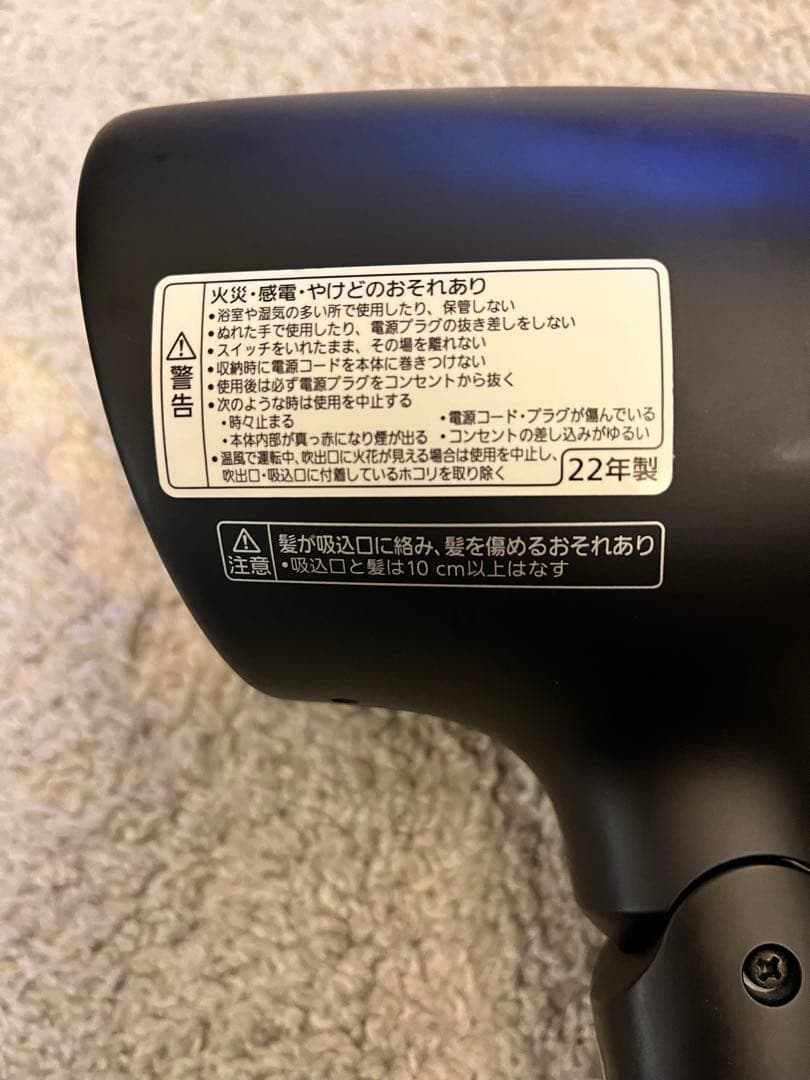 警告
火災・感電・やけどのおそれあり
•浴室や湿気の多い所で使用したり、保管しない
•ぬれた手で使用したり、電源プラグの抜き差しをしない
•スイッチをいれたまま、その場を離れない
•収納時に電源コードを本体に巻きつけない
•使用後は必ず電源プラグをコンセントから抜く
•次のような時は使用を中止する
・時々止まる ・電源コード・プラグが傷んでいる
・本体内部が真っ赤になり煙が出る ・コンセントの差し込みがゆるい
•温風で運転中、吹出口に火花が見える場合は使用を中止し、
吹出口・吸込口に付着しているホコリを取り除く
22年製
注意
髪が吸込口に絡み、髪を傷めるおそれあり
•吸込口と髪は10 cm以上はなす